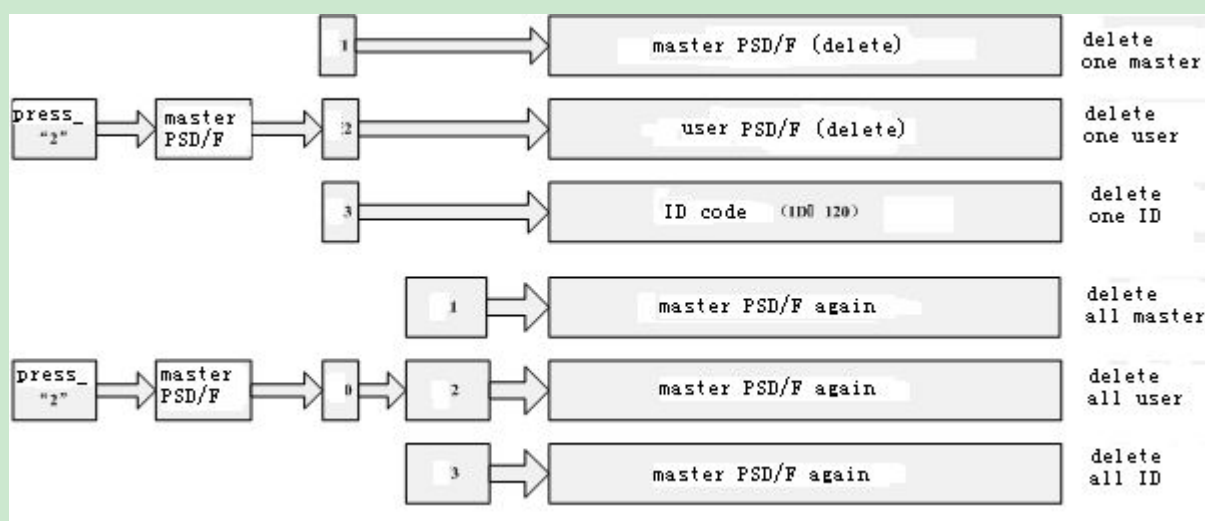 1
master PSD/F (delete)
delete
one master
press_
"2"
master
PSD/F
2
user PSD/F (delete)
delete
one user
3
ID code (ID 120)
delete
one ID
1
master PSD/F again
delete
all master
press_
"2"
master
PSD/F
0
2
master PSD/F again
delete
all user
3
master PSD/F again
delete
all ID